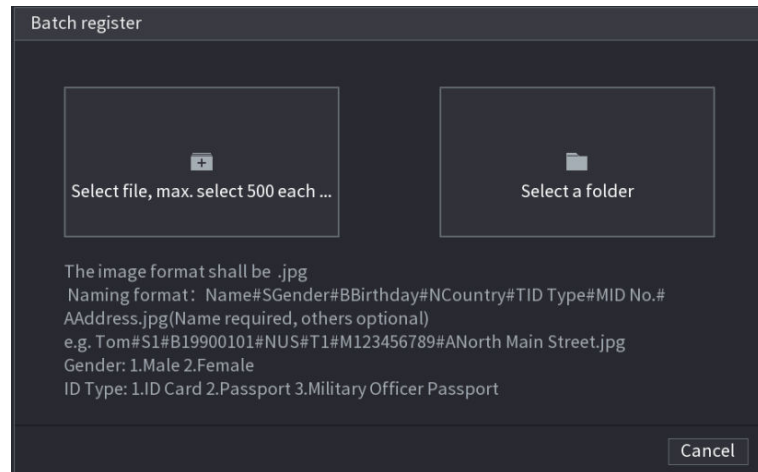 Batch register
Select file, max. select 500 each ...
Select a folder
The image format shall be .jpg
Naming format: Name#SGender#BBirthday#NCountry#TID Type#MID No.#
AAddress.jpg(Name required, others optional)
e.g. Tom#S1#B19900101#NUS#T1#M123456789#ANorth Main Street.jpg
Gender: 1.Male 2.Female
ID Type: 1.ID Card 2.Passport 3.Military Officer Passport
Cancel